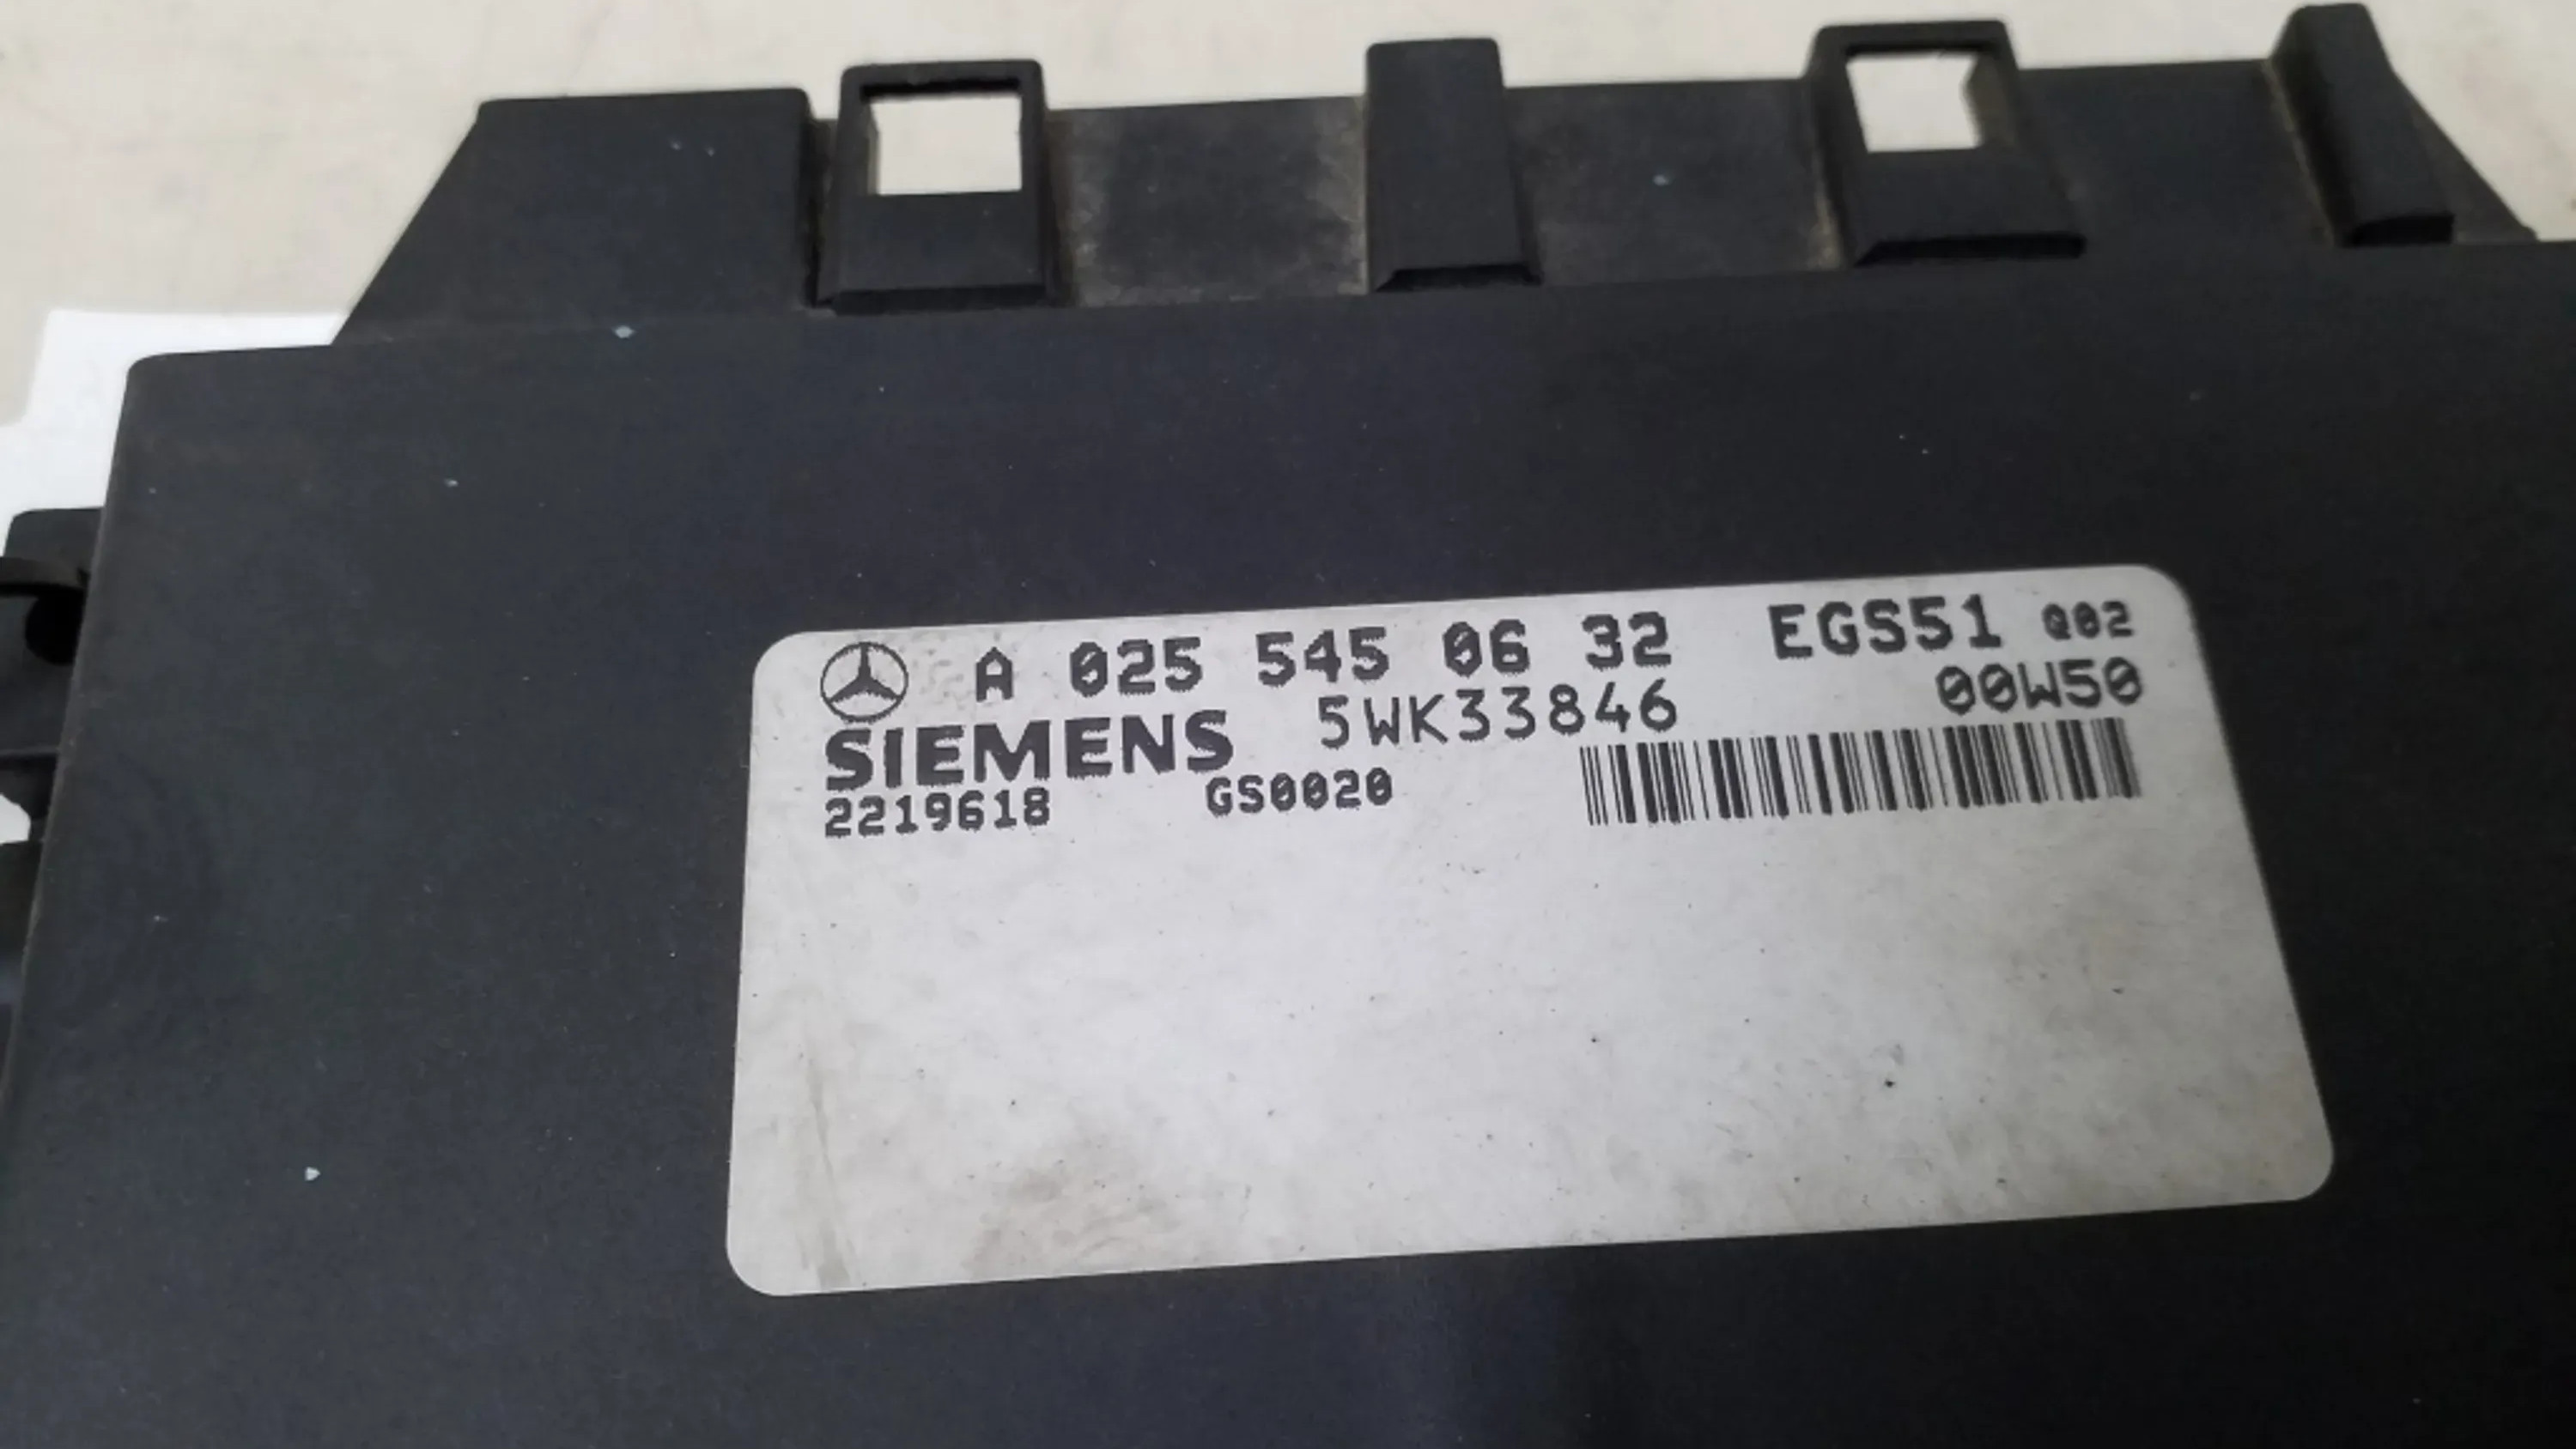 A 025 545 06 32 EGS51 Q02
SIEMENS 5WK33846 00W50
2219618 GS0020